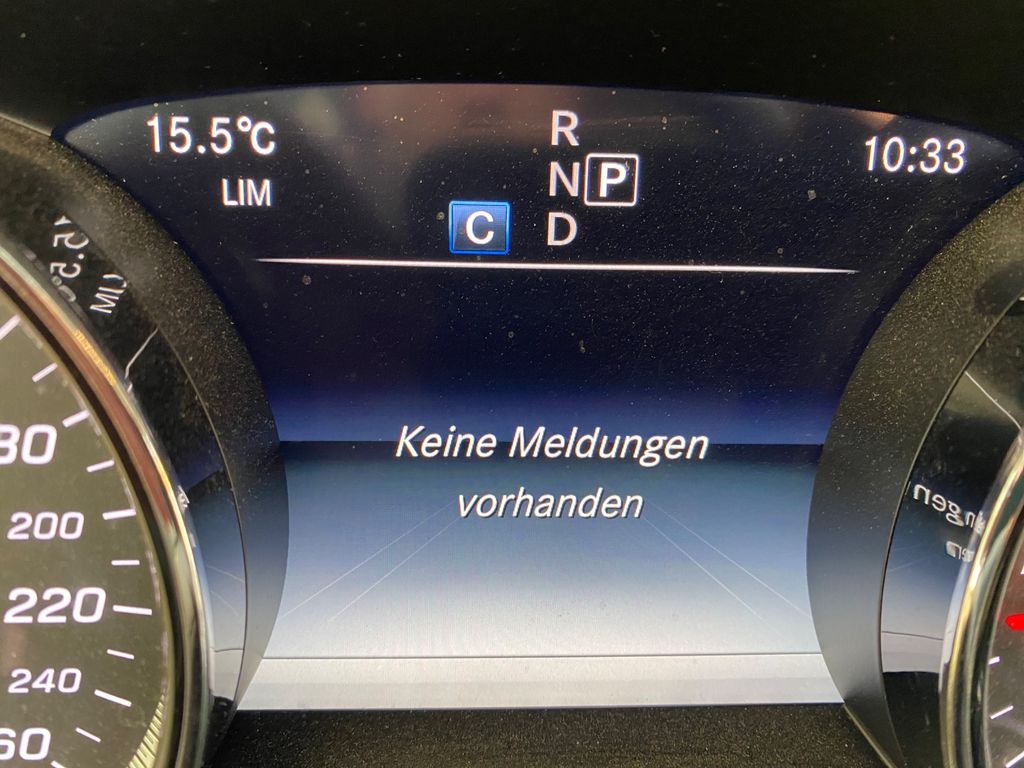 15.5°C
LIM
R
N P
C D
10:33
Keine Meldungen
vorhanden
200
220
240